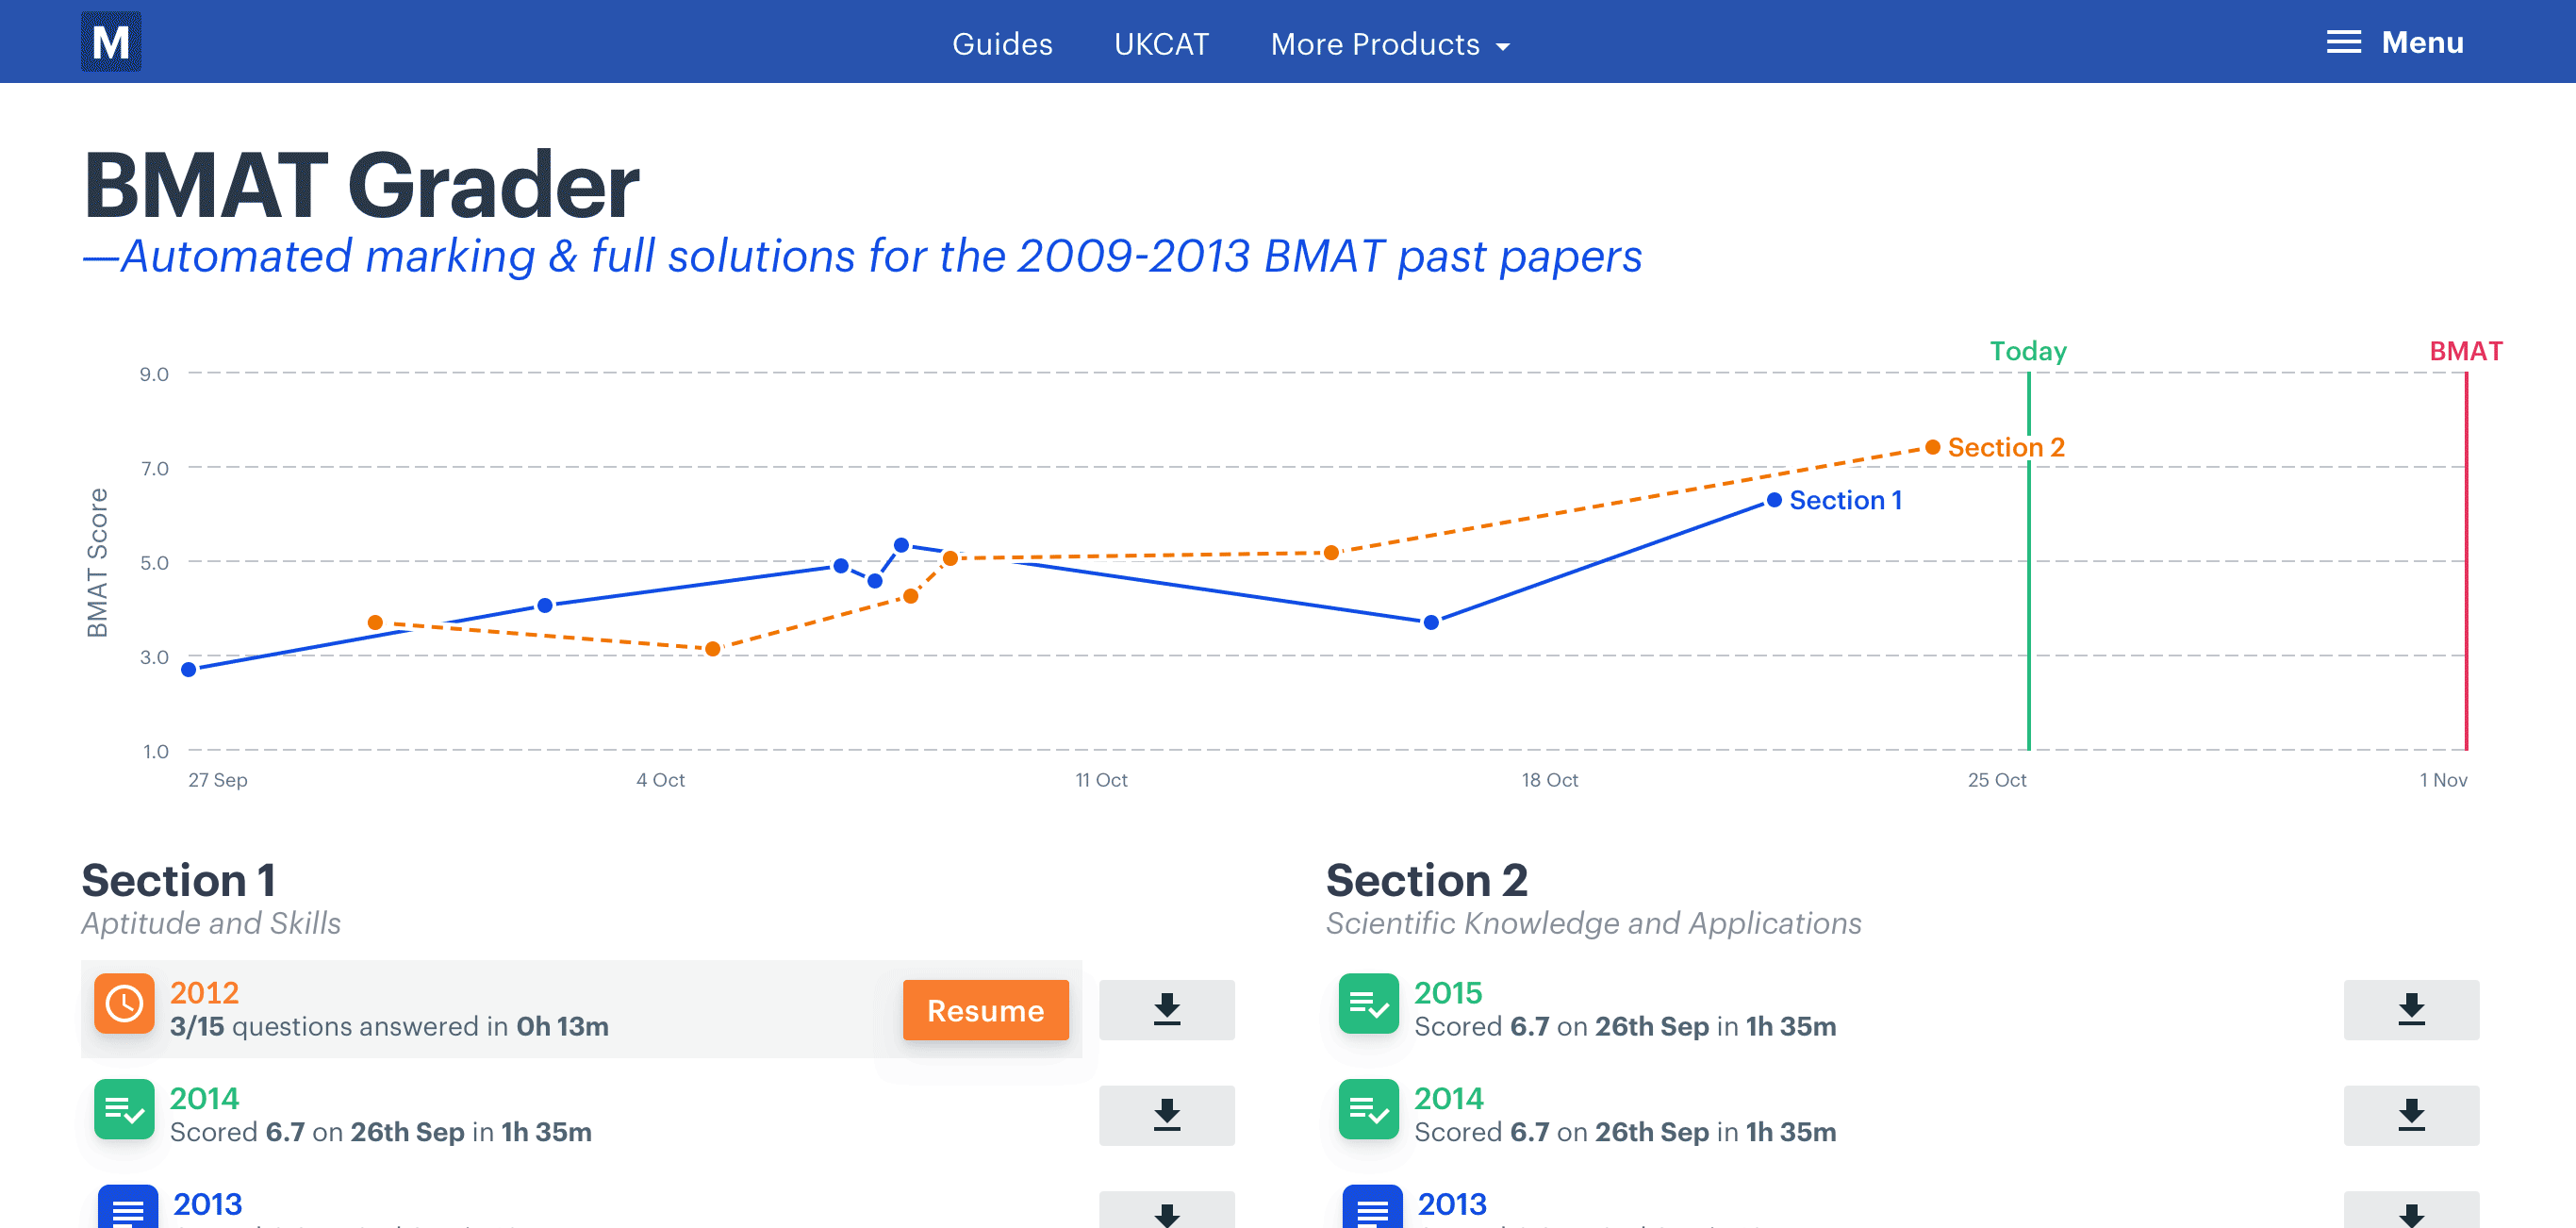 M
Guides UKCAT More Products Menu
BMAT Grader
—Automated marking & full solutions for the 2009-2013 BMAT past papers
Today BMAT
9.0
Section 2
7.0
Section 1
BMAT Score
5.0
3.0
1.0
27 Sep 4 Oct 11 Oct 18 Oct 25 Oct 1 Nov
Section 1
Aptitude and Skills
2012
3/15 questions answered in 0h 13m
Resume
2014
Scored 6.7 on 26th Sep in 1h 35m
2013
Section 2
Scientific Knowledge and Applications
2015
Scored 6.7 on 26th Sep in 1h 35m
2014
Scored 6.7 on 26th Sep in 1h 35m
2013